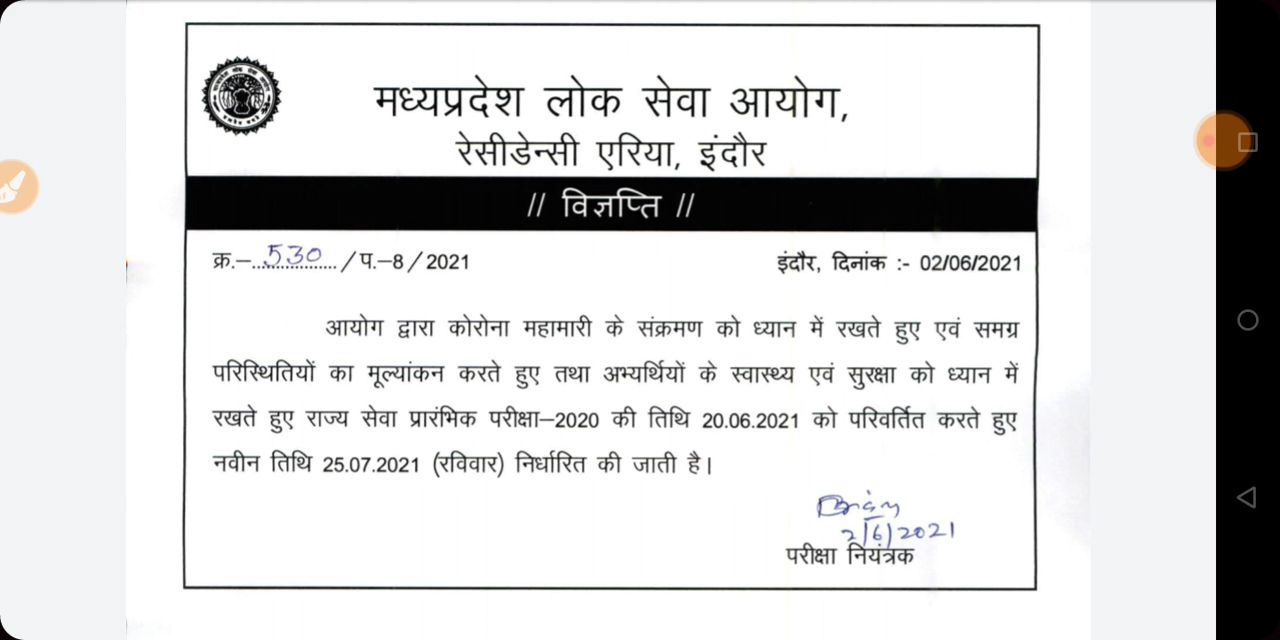 मध्यप्रदेश लोक सेवा आयोग,
रेसीडेन्सी एरिया, इंदौर
// विज्ञप्ति //
क्र.–...530.../प.–8/2021 इंदौर, दिनांक :- 02/06/2021
आयोग द्वारा कोरोना महामारी के संक्रमण को ध्यान में रखते हुए एवं समग्र
परिस्थितियों का मूल्यांकन करते हुए तथा अभ्यर्थियों के स्वास्थ्य एवं सुरक्षा को ध्यान में
रखते हुए राज्य सेवा प्रारंभिक परीक्षा–2020 की तिथि 20.06.2021 को परिवर्तित करते हुए
नवीन तिथि 25.07.2021 (रविवार) निर्धारित की जाती है।
2/6/2021
परीक्षा नियंत्रक